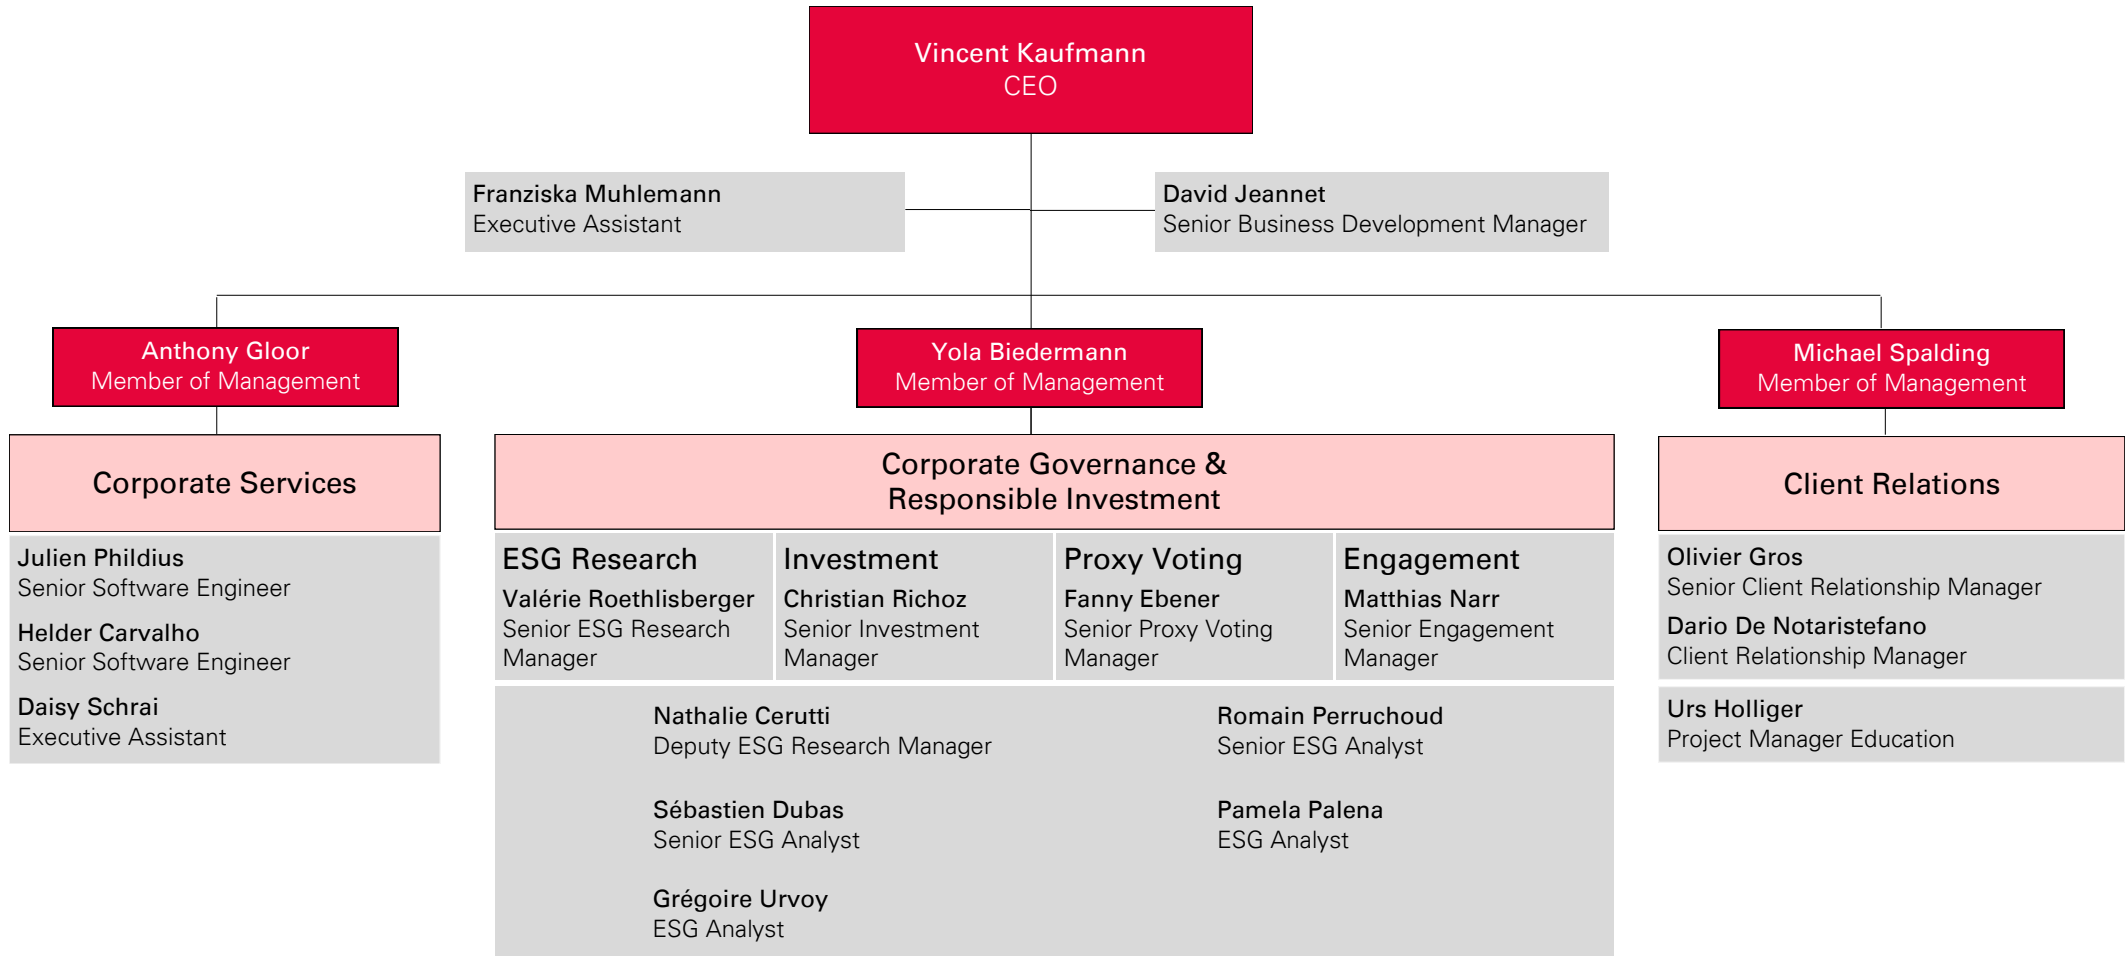 Vincent Kaufmann
CEO
Franziska Muhlemann
Executive Assistant
David Jeannet
Senior Business Development Manager
Anthony Gloor
Member of Management
Yola Biedermann
Member of Management
Michael Spalding
Member of Management
Corporate Services
Julien Phildius
Senior Software Engineer
Helder Carvalho
Senior Software Engineer
Daisy Schrai
Executive Assistant
Corporate Governance &
Responsible Investment
ESG Research
Valérie Roethlisberger
Senior ESG Research
Manager
Investment
Christian Richoz
Senior Investment
Manager
Proxy Voting
Fanny Ebener
Senior Proxy Voting
Manager
Engagement
Matthias Narr
Senior Engagement
Manager
Nathalie Cerutti
Deputy ESG Research Manager
Romain Perruchoud
Senior ESG Analyst
Sébastien Dubas
Senior ESG Analyst
Pamela Palena
ESG Analyst
Grégoire Urvoy
ESG Analyst
Client Relations
Olivier Gros
Senior Client Relationship Manager
Dario De Notaristefano
Client Relationship Manager
Urs Holliger
Project Manager Education